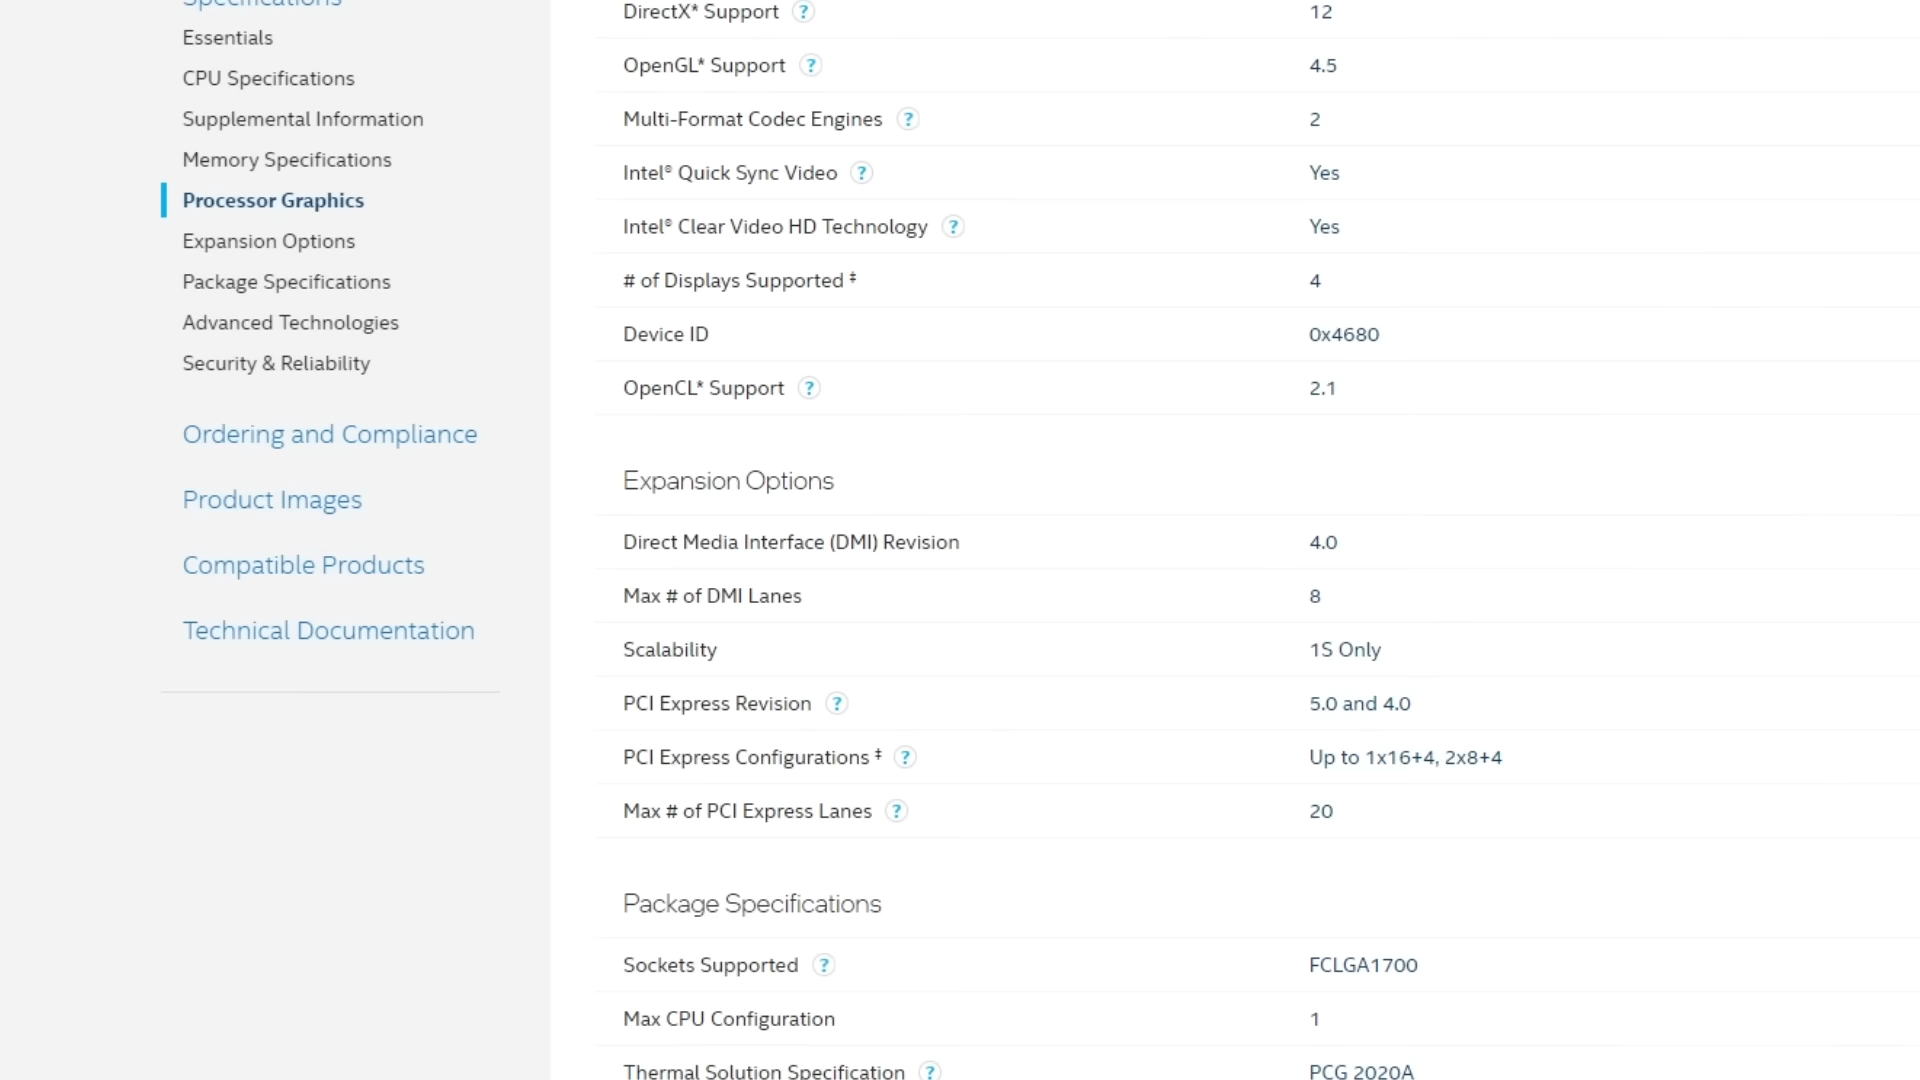 Specifications
Essentials
CPU Specifications
Supplemental Information
Memory Specifications
Processor Graphics
Expansion Options
Package Specifications
Advanced Technologies
Security & Reliability
Ordering and Compliance
Product Images
Compatible Products
Technical Documentation
DirectX* Support ? 12
OpenGL* Support ? 4.5
Multi-Format Codec Engines ? 2
Intel® Quick Sync Video ? Yes
Intel® Clear Video HD Technology ? Yes
# of Displays Supported ‡ 4
Device ID 0x4680
OpenCL* Support ? 2.1
Expansion Options
Direct Media Interface (DMI) Revision 4.0
Max # of DMI Lanes 8
Scalability 1S Only
PCI Express Revision ? 5.0 and 4.0
PCI Express Configurations ‡ ? Up to 1x16+4, 2x8+4
Max # of PCI Express Lanes ? 20
Package Specifications
Sockets Supported ? FCLGA1700
Max CPU Configuration 1
Thermal Solution Specification ? PCG 2020A